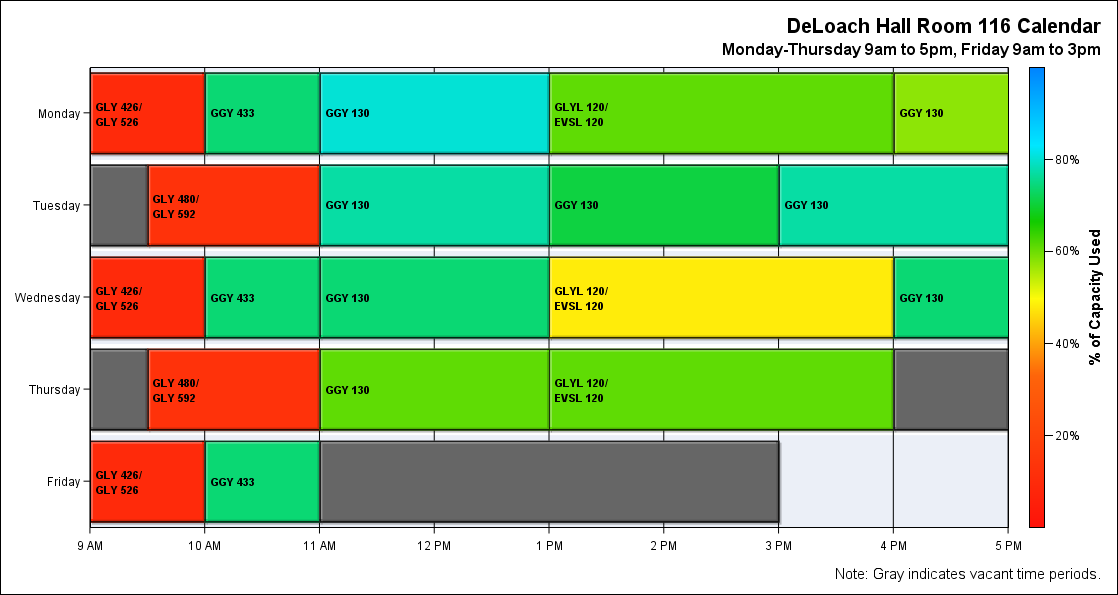 DeLoach Hall Room 116 Calendar
Monday-Thursday 9am to 5pm, Friday 9am to 3pm
Monday
GLY 426/
GLY 526
GGY 433
GGY 130
GLYL 120/
EVSL 120
GGY 130
Tuesday
GLY 480/
GLY 592
GGY 130
GGY 130
GGY 130
Wednesday
GLY 426/
GLY 526
GGY 433
GGY 130
GLYL 120/
EVSL 120
GGY 130
Thursday
GLY 480/
GLY 592
GGY 130
GLYL 120/
EVSL 120
Friday
GLY 426/
GLY 526
GGY 433
9 AM
10 AM
11 AM
12 PM
1 PM
2 PM
3 PM
4 PM
5 PM
80%
60%
40%
20%
% of Capacity Used
Note: Gray indicates vacant time periods.